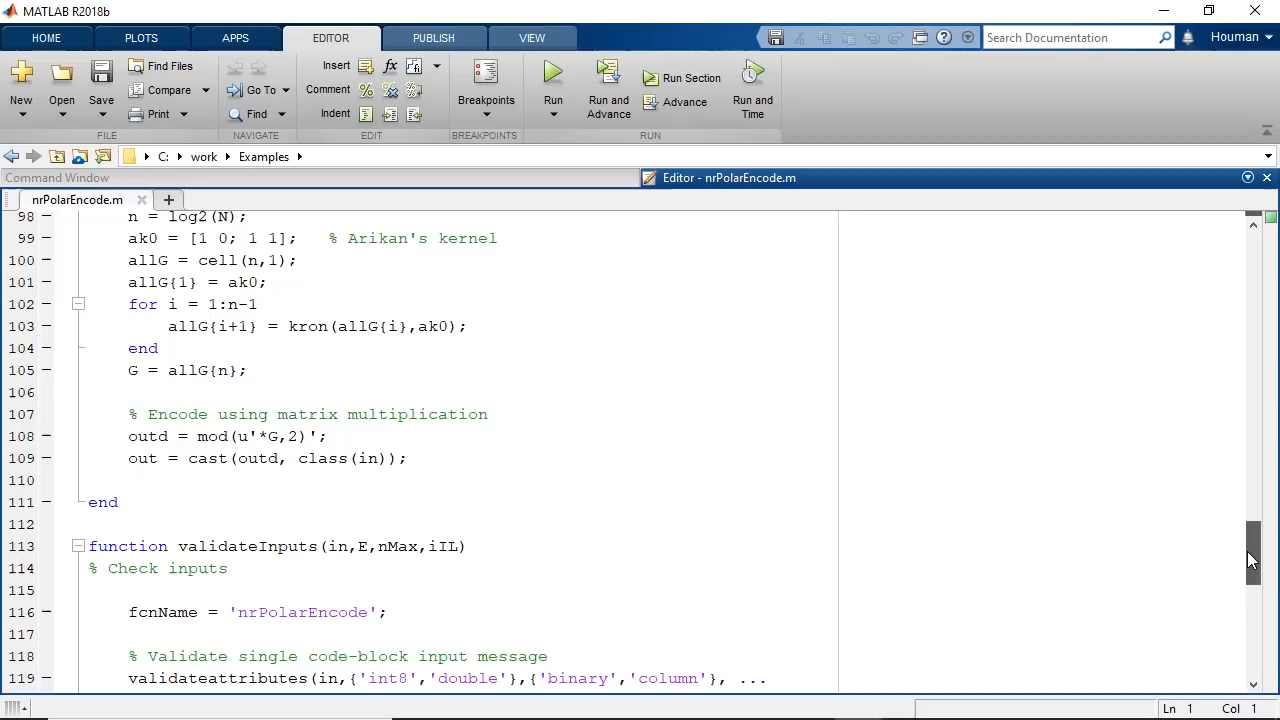 MATLAB R2018b
HOME PLOTS APPS EDITOR PUBLISH VIEW Search Documentation Houman
New Open Save Find Files Compare Print Go To Find Insert Comment Indent Breakpoints Run Run and Advance Run Section Advance Run and Time
FILE NAVIGATE EDIT BREAKPOINTS RUN
C: work Examples
Command Window Editor - nrPolarEncode.m
nrPolarEncode.m
98 n = log2(N);
99 ak0 = [1 0; 1 1]; % Arikan's kernel
100 allG = cell(n,1);
101 allG{1} = ak0;
102 for i = 1:n-1
103 allG{i+1} = kron(allG{i},ak0);
104 end
105 G = allG{n};
106
107 % Encode using matrix multiplication
108 outd = mod(u'*G,2)';
109 out = cast(outd, class(in));
110
111 end
112
113 function validateInputs(in,E,nMax,iIL)
114 % Check inputs
115
116 fcnName = 'nrPolarEncode';
117
118 % Validate single code-block input message
119 validateattributes(in,{'int8','double'},{'binary','column'}, ...
Ln 1 Col 1